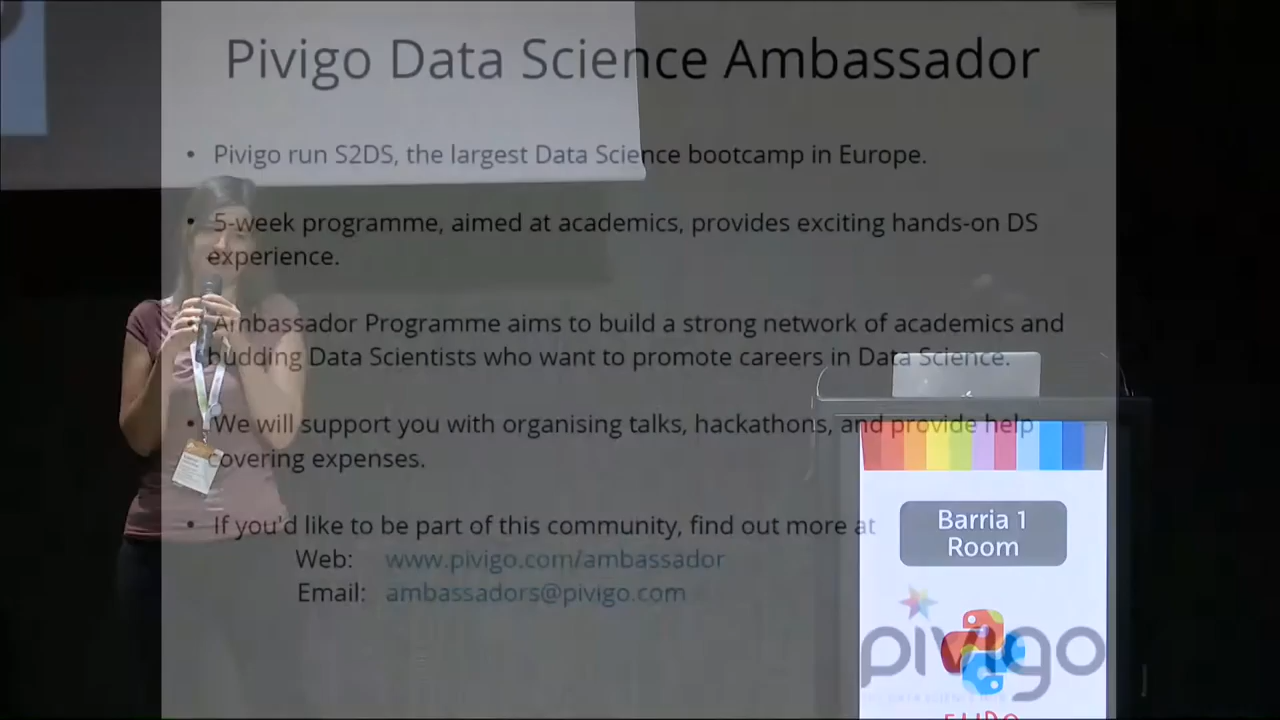 Pivigo Data Science Ambassador
• Pivigo run S2DS, the largest Data Science bootcamp in Europe.
• 5-week programme, aimed at academics, provides exciting hands-on DS
experience.
• Ambassador Programme aims to build a strong network of academics and
budding Data Scientists who want to promote careers in Data Science.
• We will support you with organising talks, hackathons, and provide help
covering expenses.
• If you'd like to be part of this community, find out more at
Web: www.pivigo.com/ambassador
Email: ambassadors@pivigo.com
Barria 1
Room
pivigo
EURO